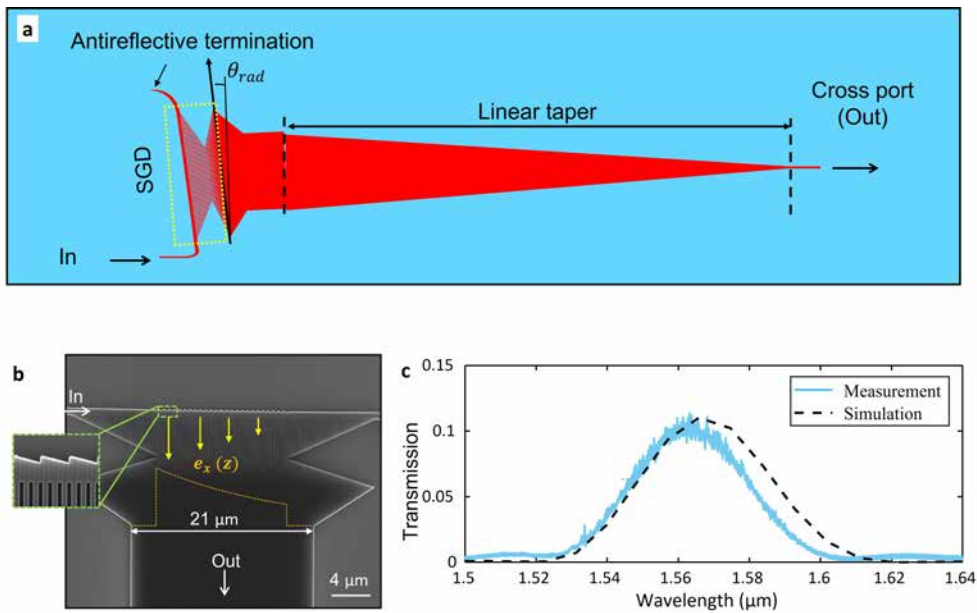 a
Antireflective termination
θrad
Linear taper
Cross port
(Out)
SGD
In
b
In
ex (z)
21 μm
Out
4 μm
c
Transmission
0.15
0.1
0.05
0
Measurement
Simulation
1.5 1.52 1.54 1.56 1.58 1.6 1.62 1.64
Wavelength (μm)